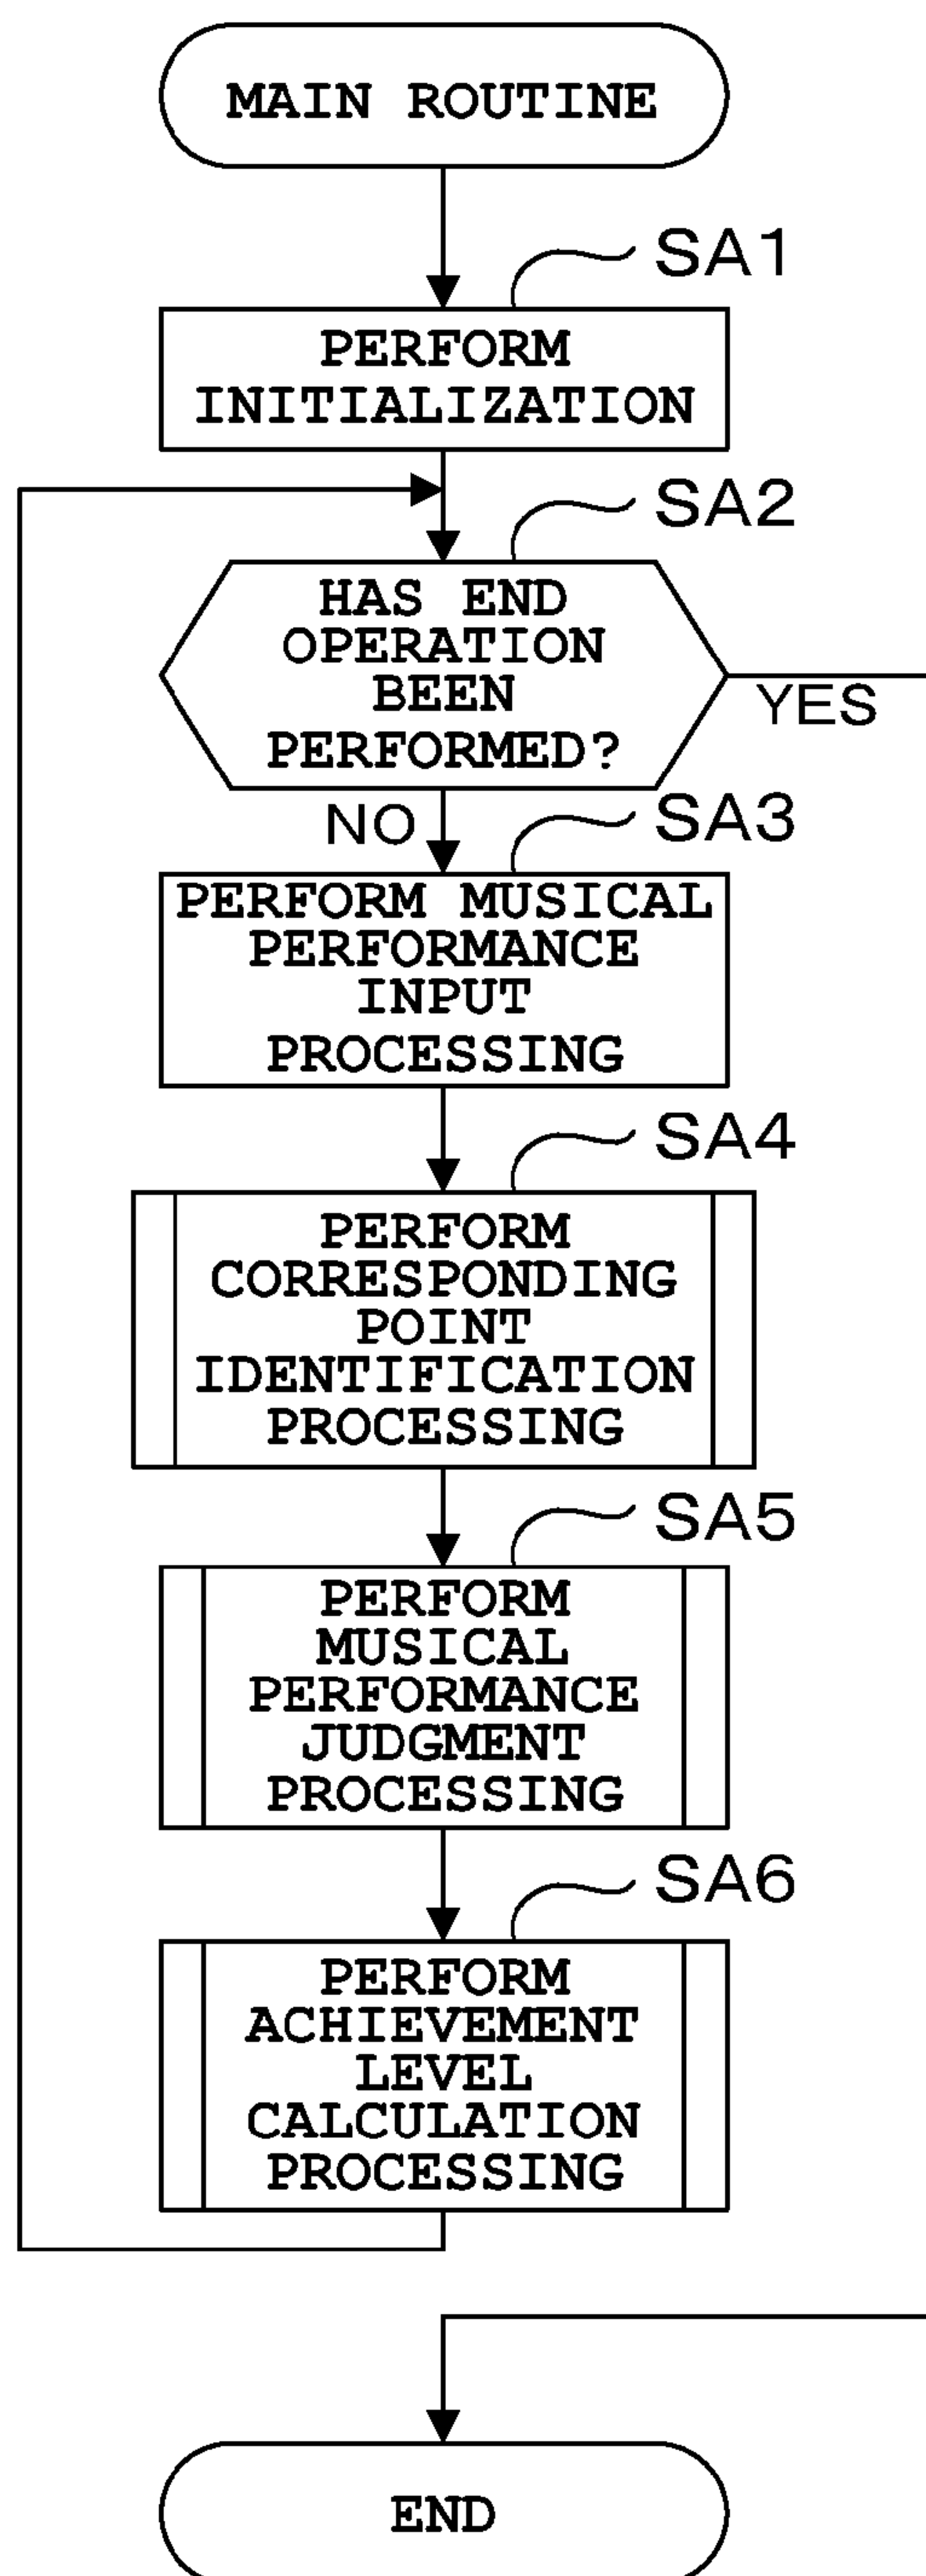 MAIN ROUTINE
SA1
PERFORM
INITIALIZATION
SA2
HAS END
OPERATION
BEEN
PERFORMED?
YES
NO
SA3
PERFORM MUSICAL
PERFORMANCE
INPUT
PROCESSING
SA4
PERFORM
CORRESPONDING
POINT
IDENTIFICATION
PROCESSING
SA5
PERFORM
MUSICAL
PERFORMANCE
JUDGMENT
PROCESSING
SA6
PERFORM
ACHIEVEMENT
LEVEL
CALCULATION
PROCESSING
END